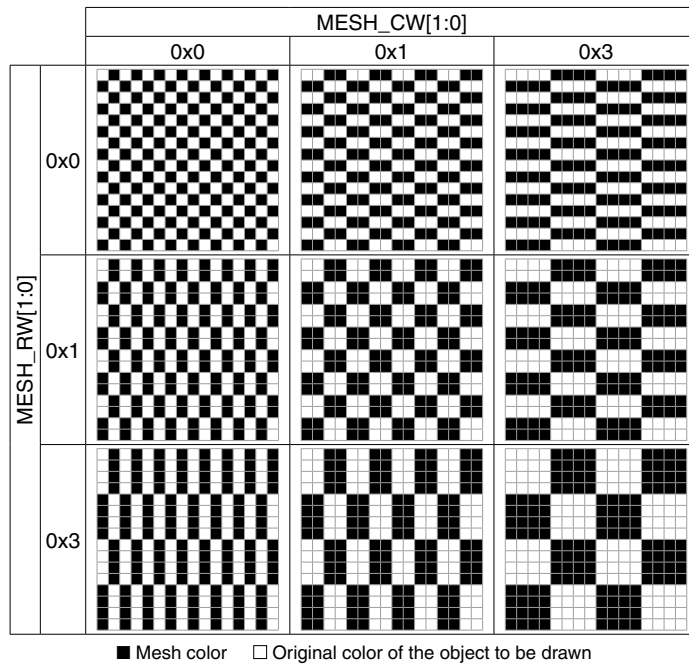 MESH_CW[1:0]
0x0 0x1 0x3
MESH_RW[1:0]
0x0
0x1
0x3
Mesh color Original color of the object to be drawn